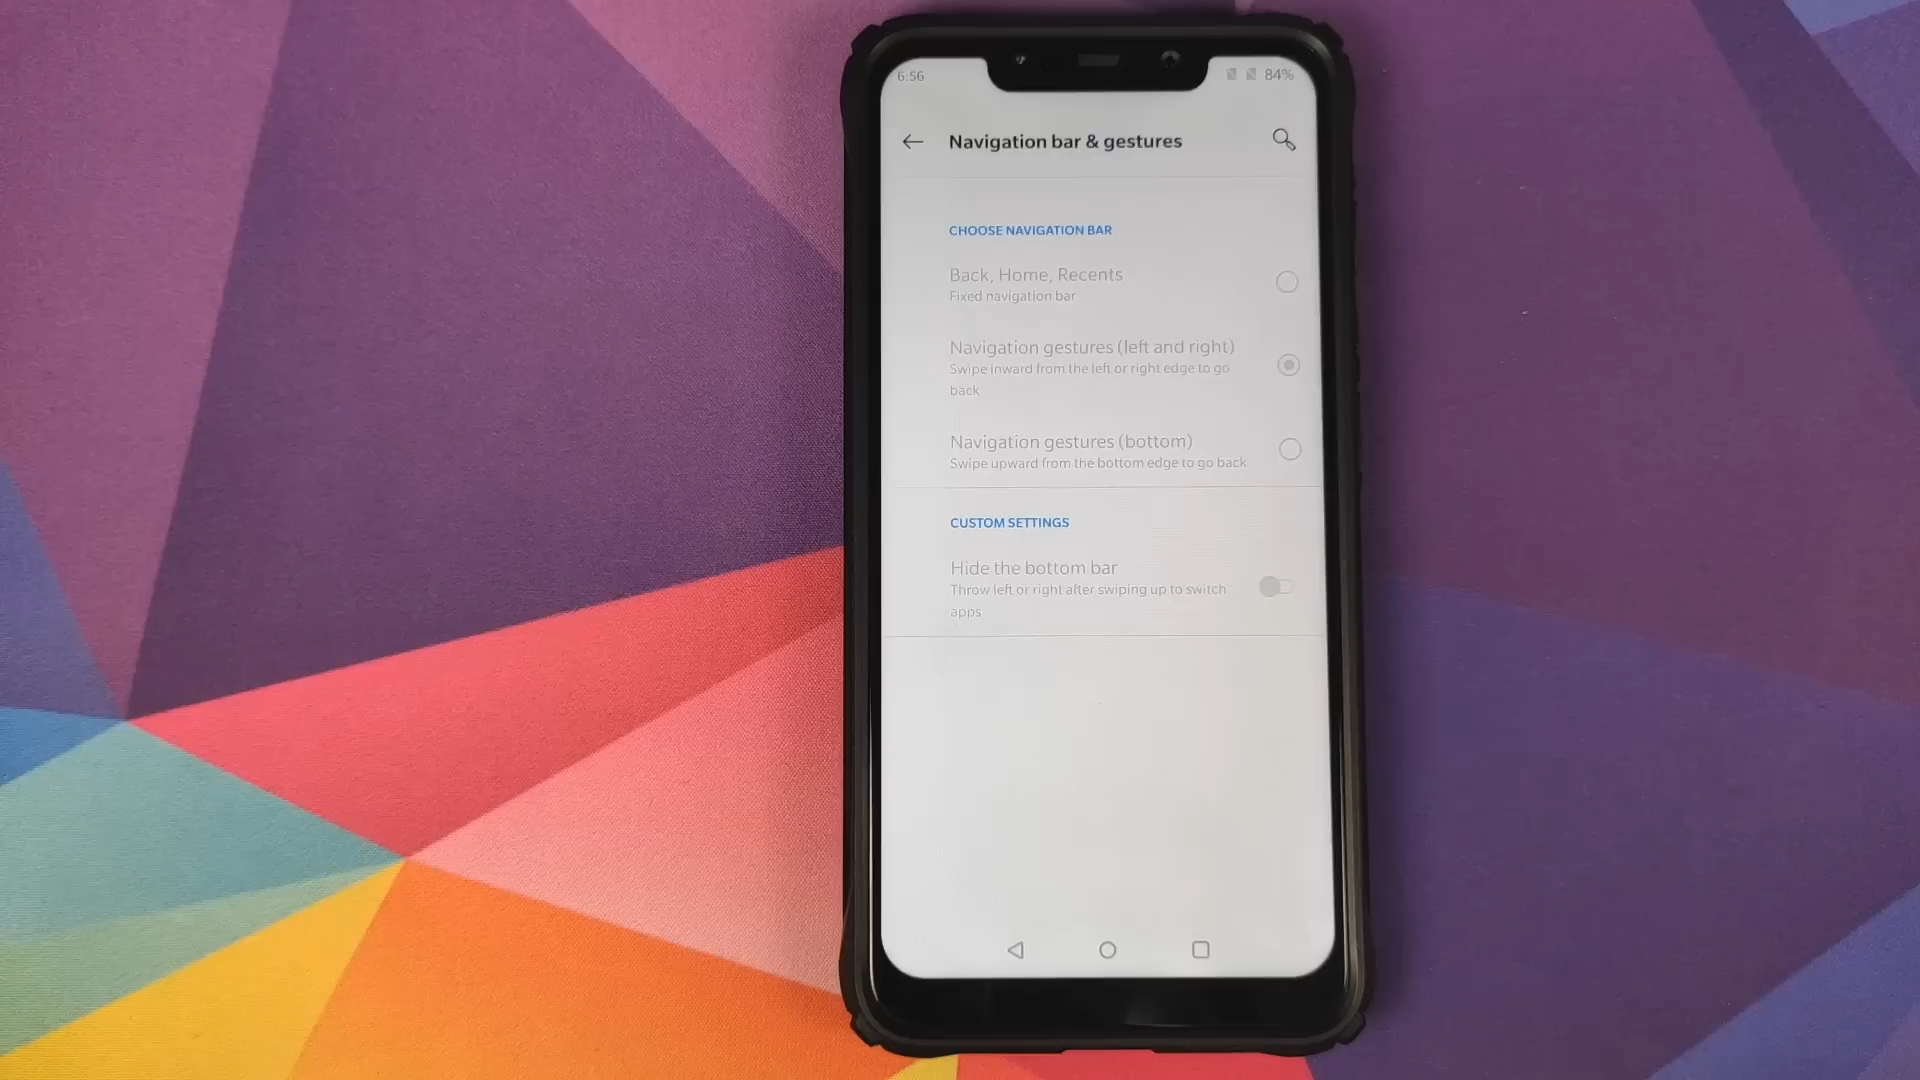 6:56
84%
Navigation bar & gestures
CHOOSE NAVIGATION BAR
Back, Home, Recents
Fixed navigation bar
Navigation gestures (left and right)
Swipe inward from the left or right edge to go
back
Navigation gestures (bottom)
Swipe upward from the bottom edge to go back
CUSTOM SETTINGS
Hide the bottom bar
Throw left or right after swiping up to switch
apps